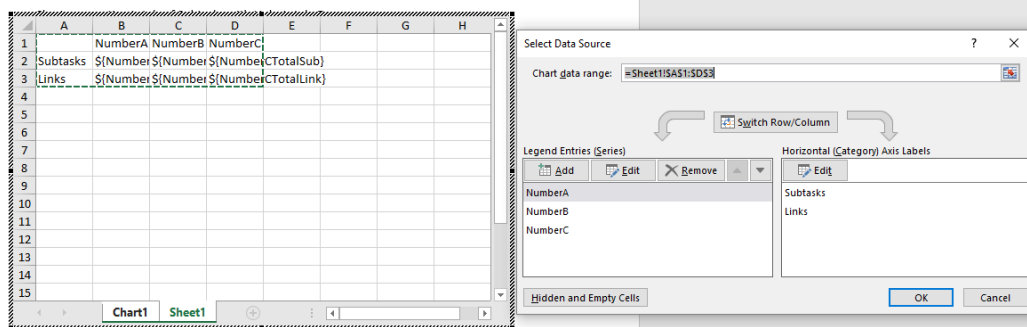 A B C D E F G H
1 NumberA NumberB NumberC
2 Subtasks ${Number ${Number ${NumberCTotalSub}
3 Links ${Number ${Number ${NumberCTotalLink}
4
5
6
7
8
9
10
11
12
13
14
15
Chart1 Sheet1
Select Data Source ? X
Chart data range: =Sheet1!$A$1:$D$3
Switch Row/Column
Legend Entries (Series) Horizontal (Category) Axis Labels
Add Edit Remove Edit
NumberA Subtasks
NumberB Links
NumberC
Hidden and Empty Cells OK Cancel